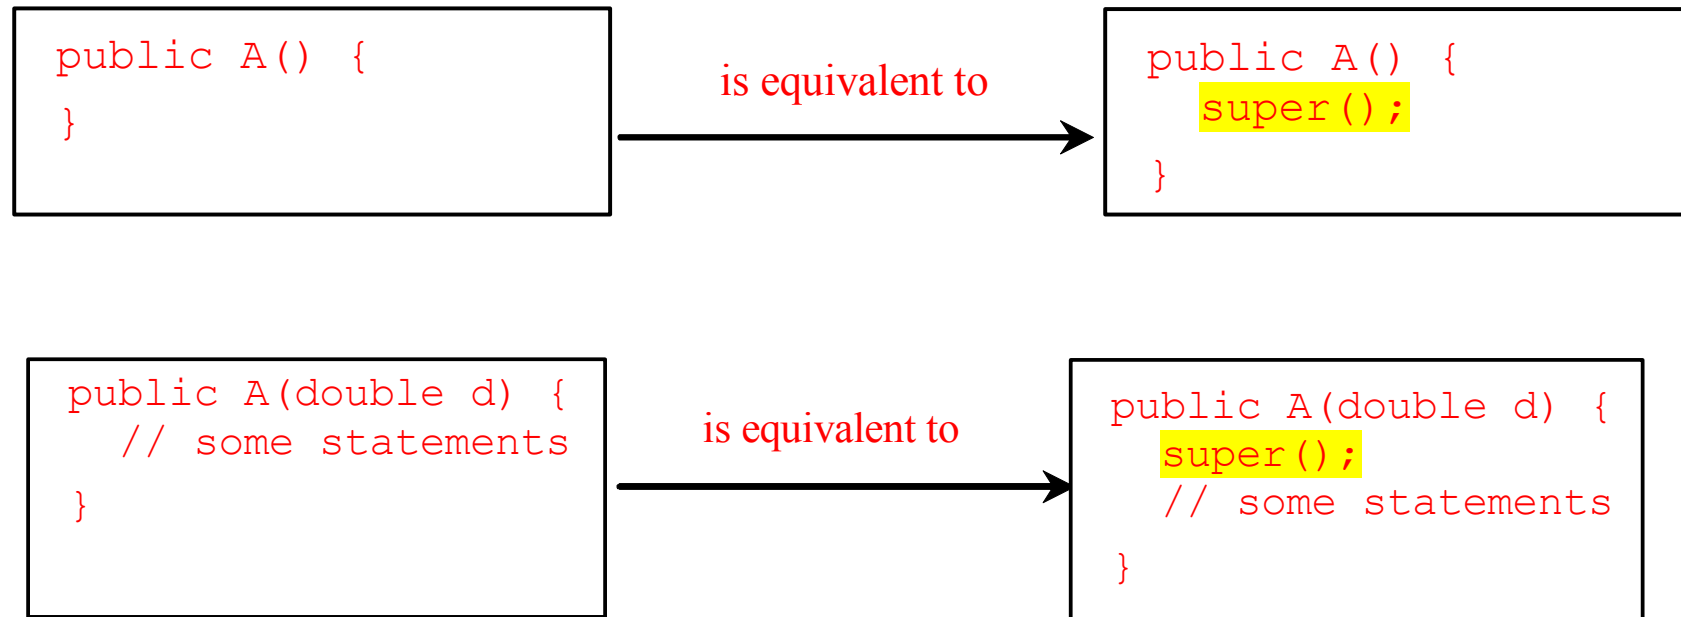 public A() {
}
is equivalent to
public A() {
super();
}
public A(double d) {
// some statements
}
is equivalent to
public A(double d) {
super();
// some statements
}